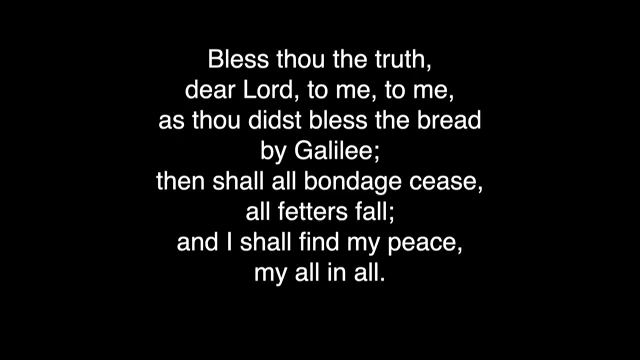 Bless thou the truth,
dear Lord, to me, to me,
as thou didst bless the bread
by Galilee;
then shall all bondage cease,
all fetters fall;
and I shall find my peace,
my all in all.